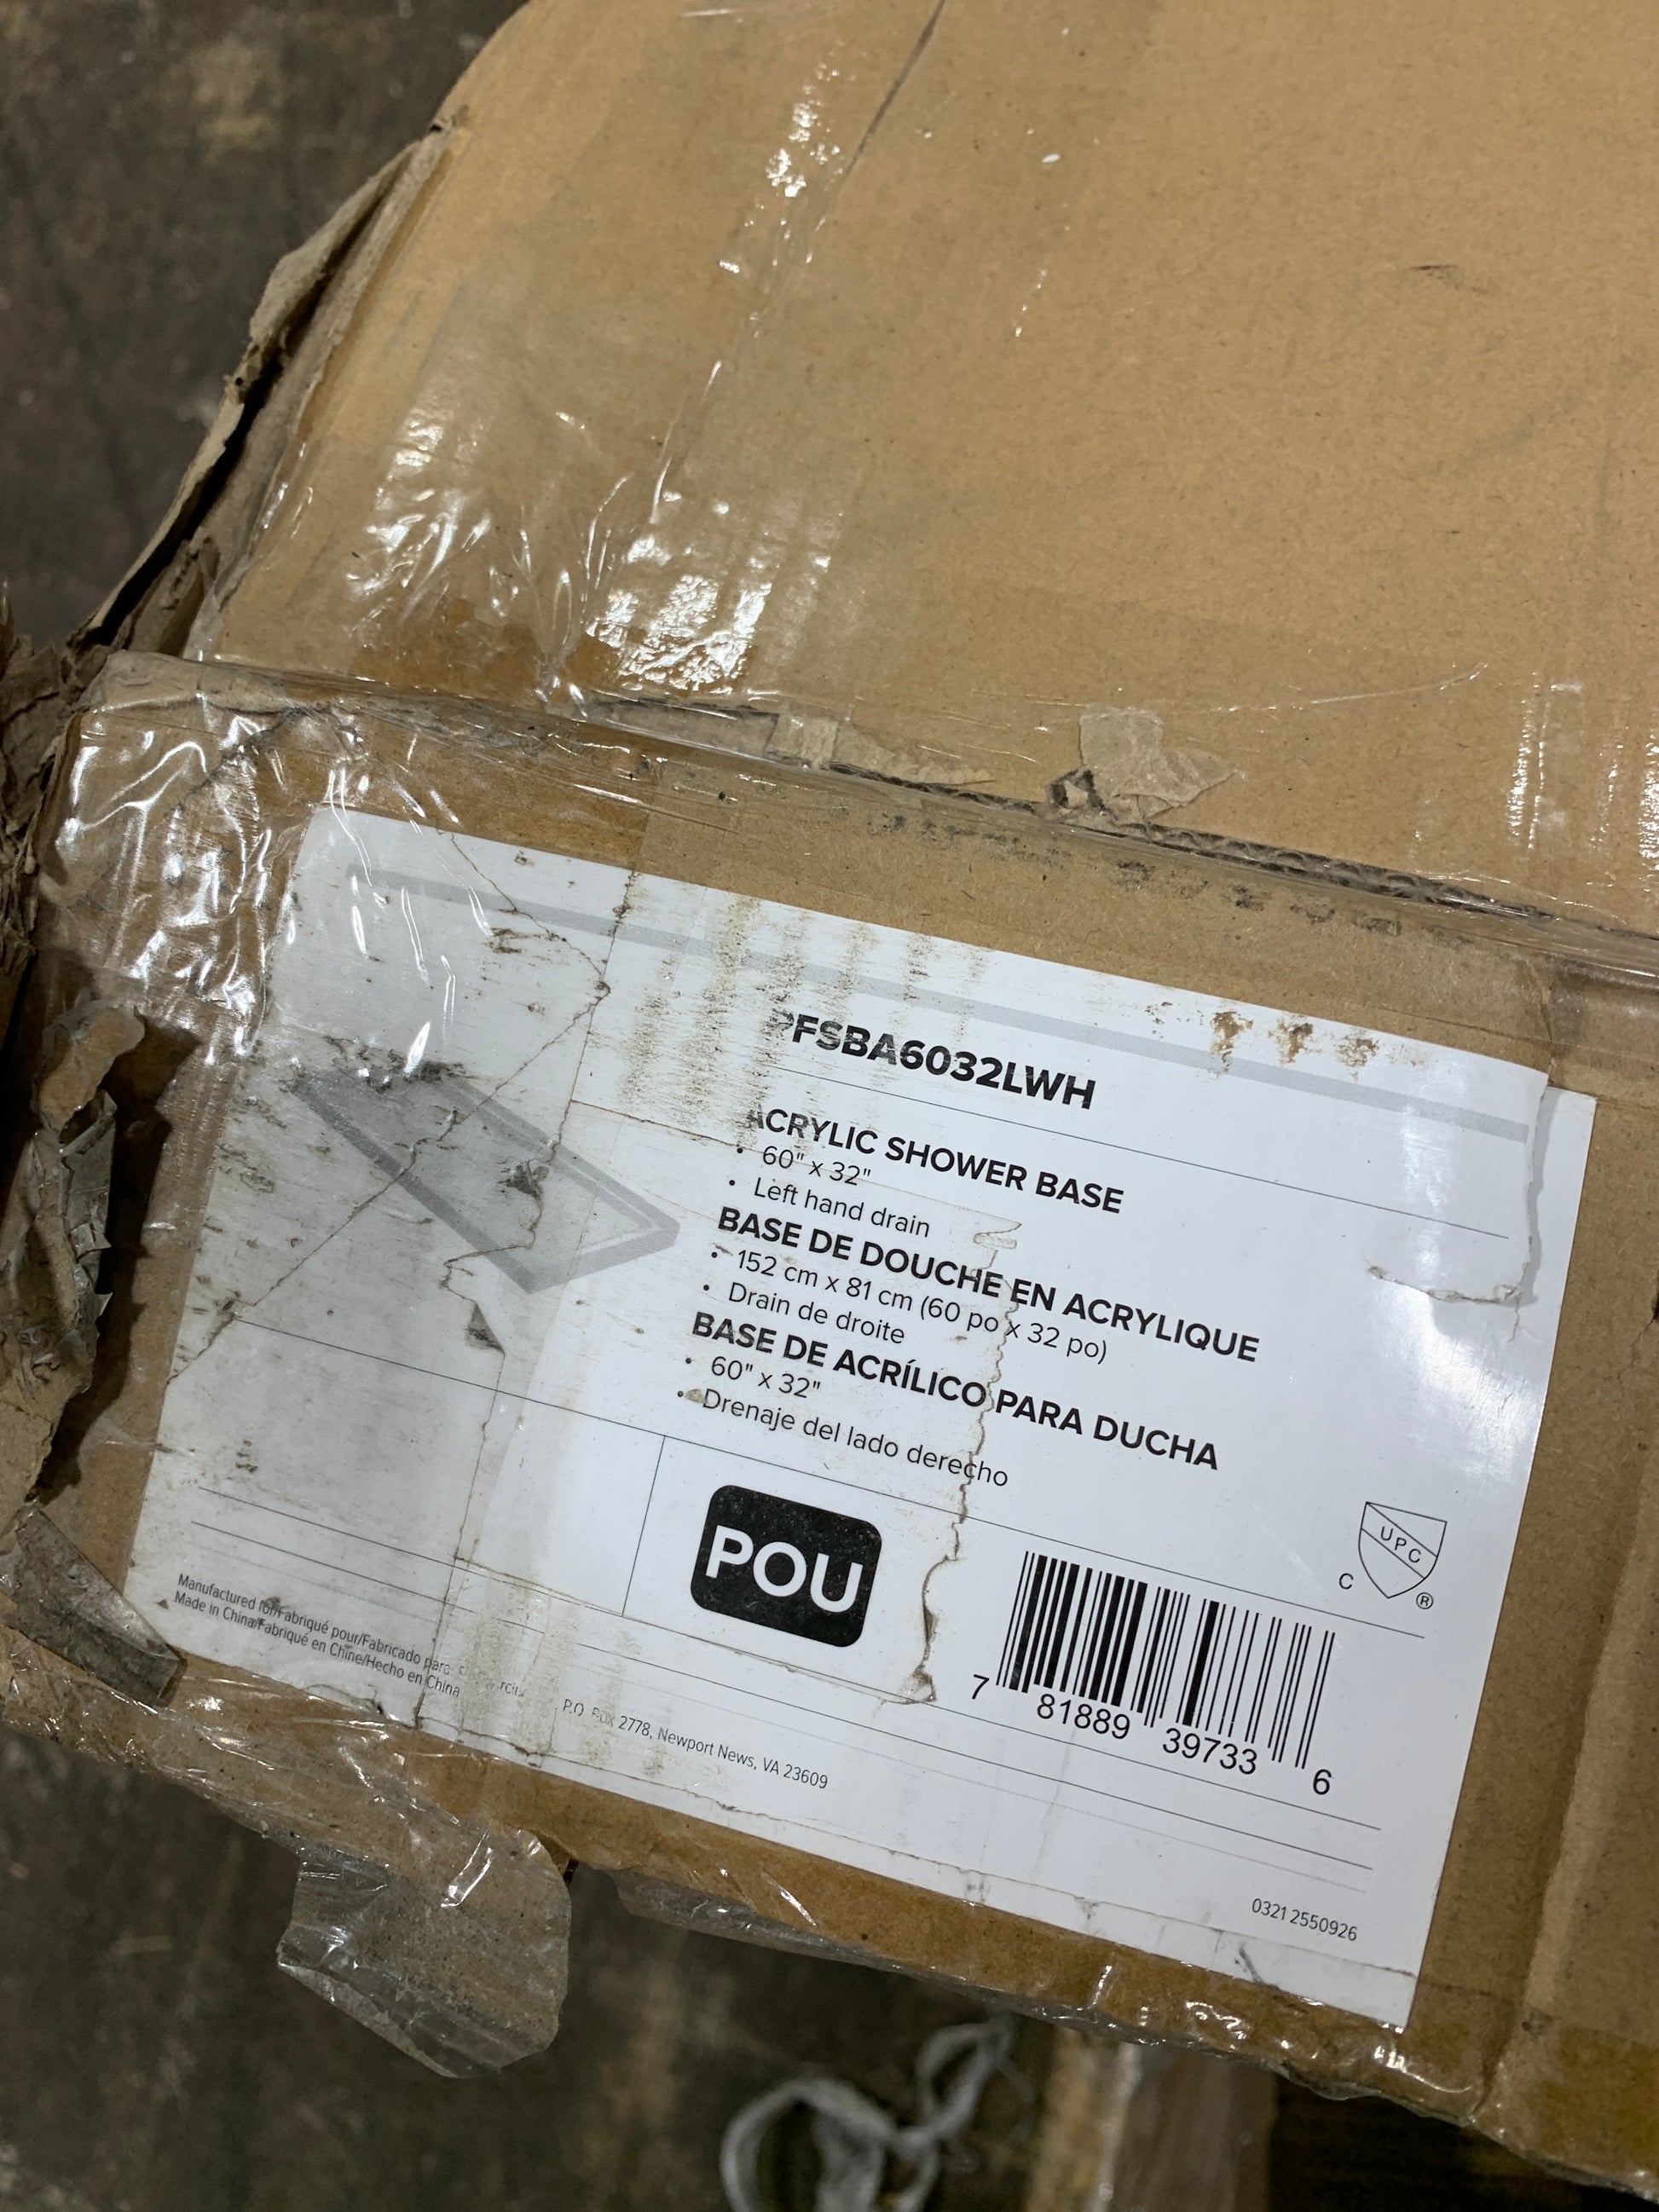 PFSBA6032LWH
ACRYLIC SHOWER BASE
• 60" x 32"
• Left hand drain
BASE DE DOUCHE EN ACRYLIQUE
• 152 cm x 81 cm (60 po x 32 po)
• Drain de droite
BASE DE ACRÍLICO PARA DUCHA
• 60" x 32"
• Drenaje del lado derecho
POU
C UPC ®
7 81889 39733 6
Manufactured for/Fabriqué pour/Fabricado para:
P.O. Box 2778, Newport News, VA 23609
Made in China/Fabriqué en Chine/Hecho en China
0321 2550926